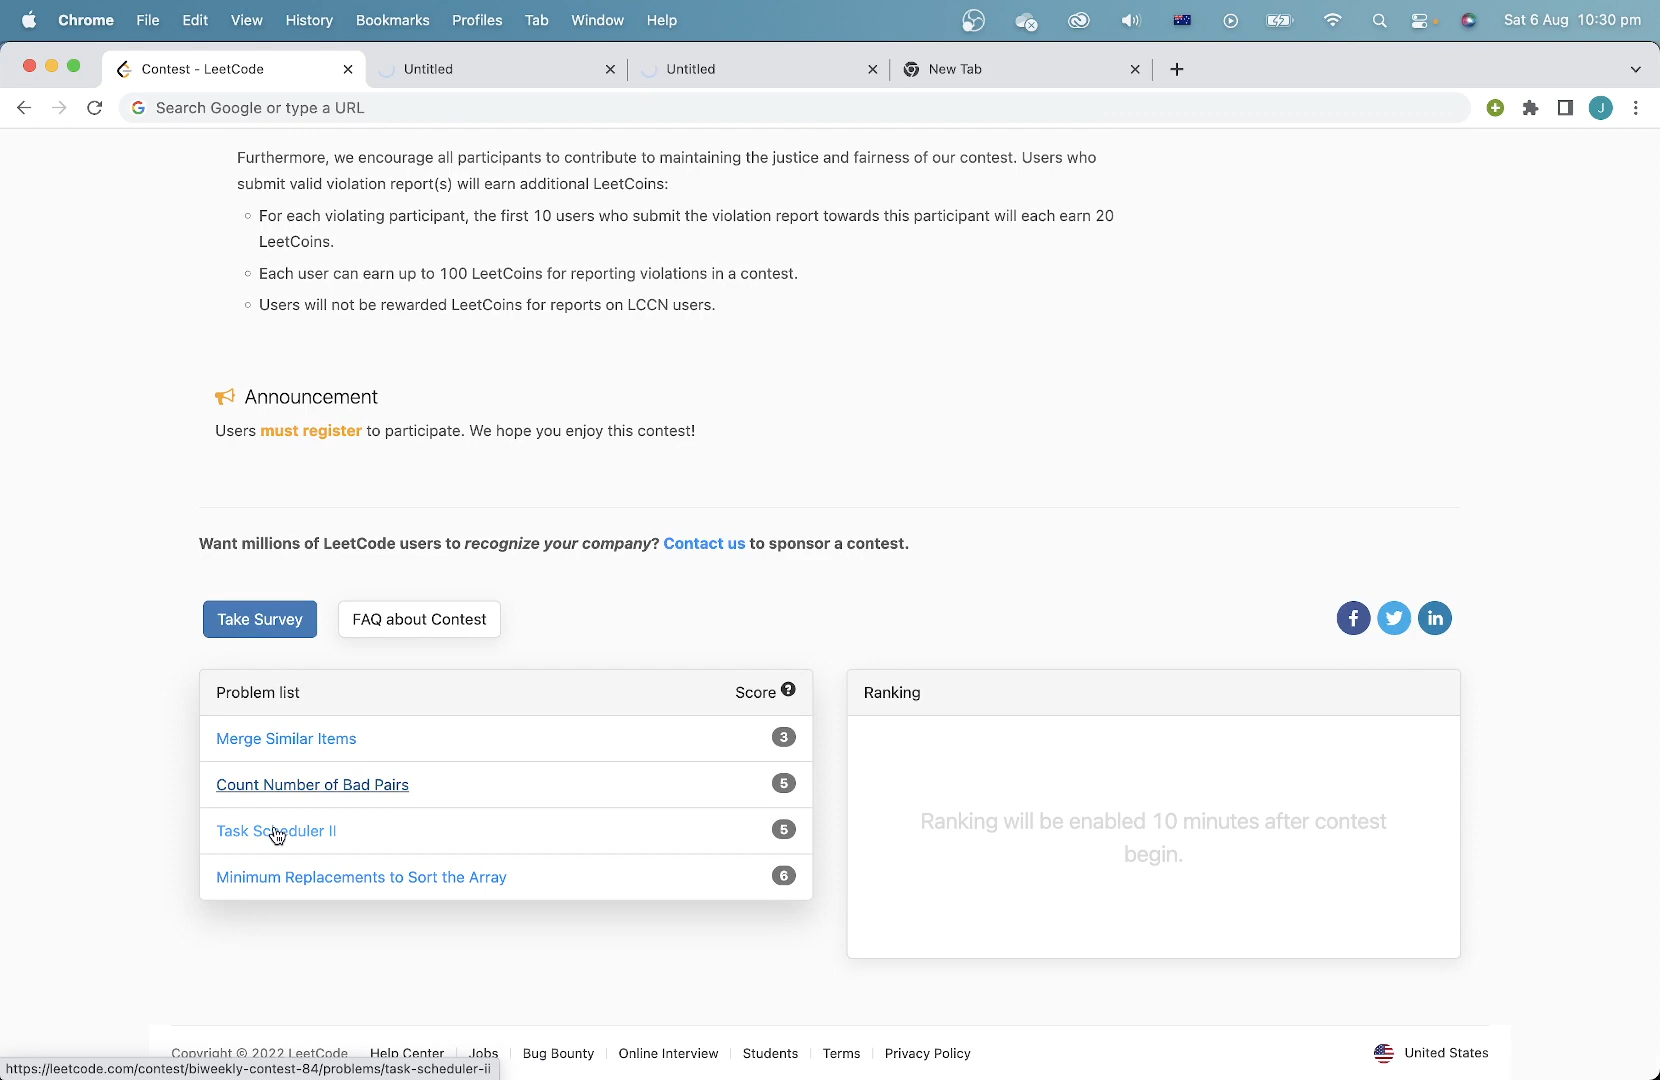 Chrome File Edit View History Bookmarks Profiles Tab Window Help Sat 6 Aug 10:30 pm
Contest - LeetCode Untitled Untitled New Tab
Search Google or type a URL J
Furthermore, we encourage all participants to contribute to maintaining the justice and fairness of our contest. Users who
submit valid violation report(s) will earn additional LeetCoins:
For each violating participant, the first 10 users who submit the violation report towards this participant will each earn 20
LeetCoins.
Each user can earn up to 100 LeetCoins for reporting violations in a contest.
Users will not be rewarded LeetCoins for reports on LCCN users.
Announcement
Users must register to participate. We hope you enjoy this contest!
Want millions of LeetCode users to recognize your company? Contact us to sponsor a contest.
Take Survey FAQ about Contest
Problem list Score
Merge Similar Items 3
Count Number of Bad Pairs 5
Task Scheduler II 5
Minimum Replacements to Sort the Array 6
Ranking
Ranking will be enabled 10 minutes after contest
begin.
Copyright © 2022 LeetCode Help Center Jobs Bug Bounty Online Interview Students Terms Privacy Policy United States
https://leetcode.com/contest/biweekly-contest-84/problems/task-scheduler-ii